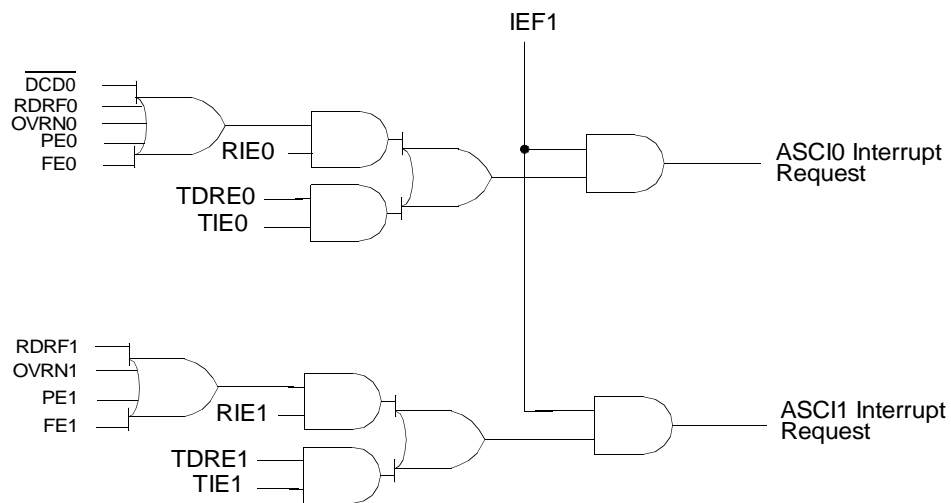 IEF1
DCD0
RDRF0
OVRN0
PE0
FE0
RIE0
TDRE0
TIE0
ASCI0 Interrupt
Request
RDRF1
OVRN1
PE1
FE1
RIE1
TDRE1
TIE1
ASCI1 Interrupt
Request